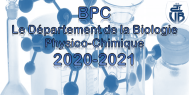 BPC
Le Département de la Biologie
Physico-Chimique
2020-2021